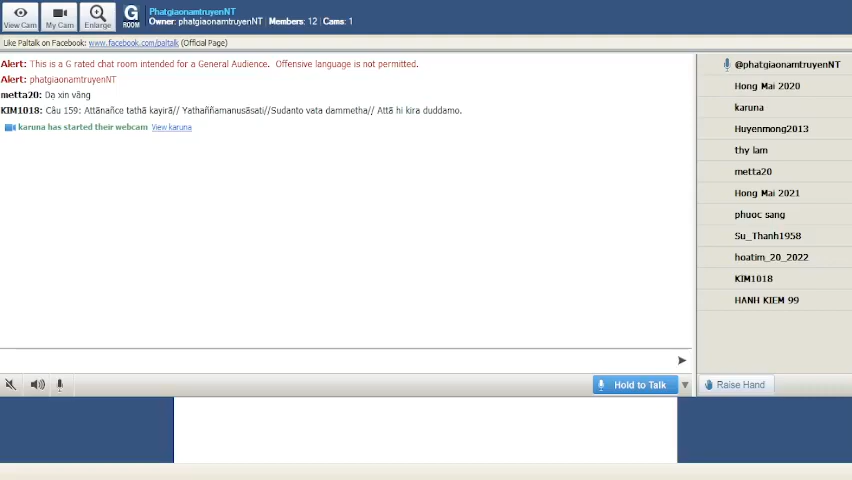 View Cam
My Cam
Enlarge
G
ROOM
PhatgiaonamtruyenNT
Owner: phatgiaonamtruyenNT | Members: 12 | Cams: 1
Like Paltalk on Facebook: www.facebook.com/paltalk (Official Page)
Alert: This is a G rated chat room intended for a General Audience. Offensive language is not permitted.
Alert: phatgiaonamtruyenNT
metta20: Dạ xin vâng
KIM1018: Câu 159: Attānañce tathā kayirā// Yathaññamanusāsati//Sudanto vata dammetha// Attā hi kira duddamo.
karuna has started their webcam View karuna
Hold to Talk
@phatgiaonamtruyenNT
Hong Mai 2020
karuna
Huyenmong2013
thy lam
metta20
Hong Mai 2021
phuoc sang
Su_Thanh1958
hoatim_20_2022
KIM1018
HANH KIEM 99
Raise Hand